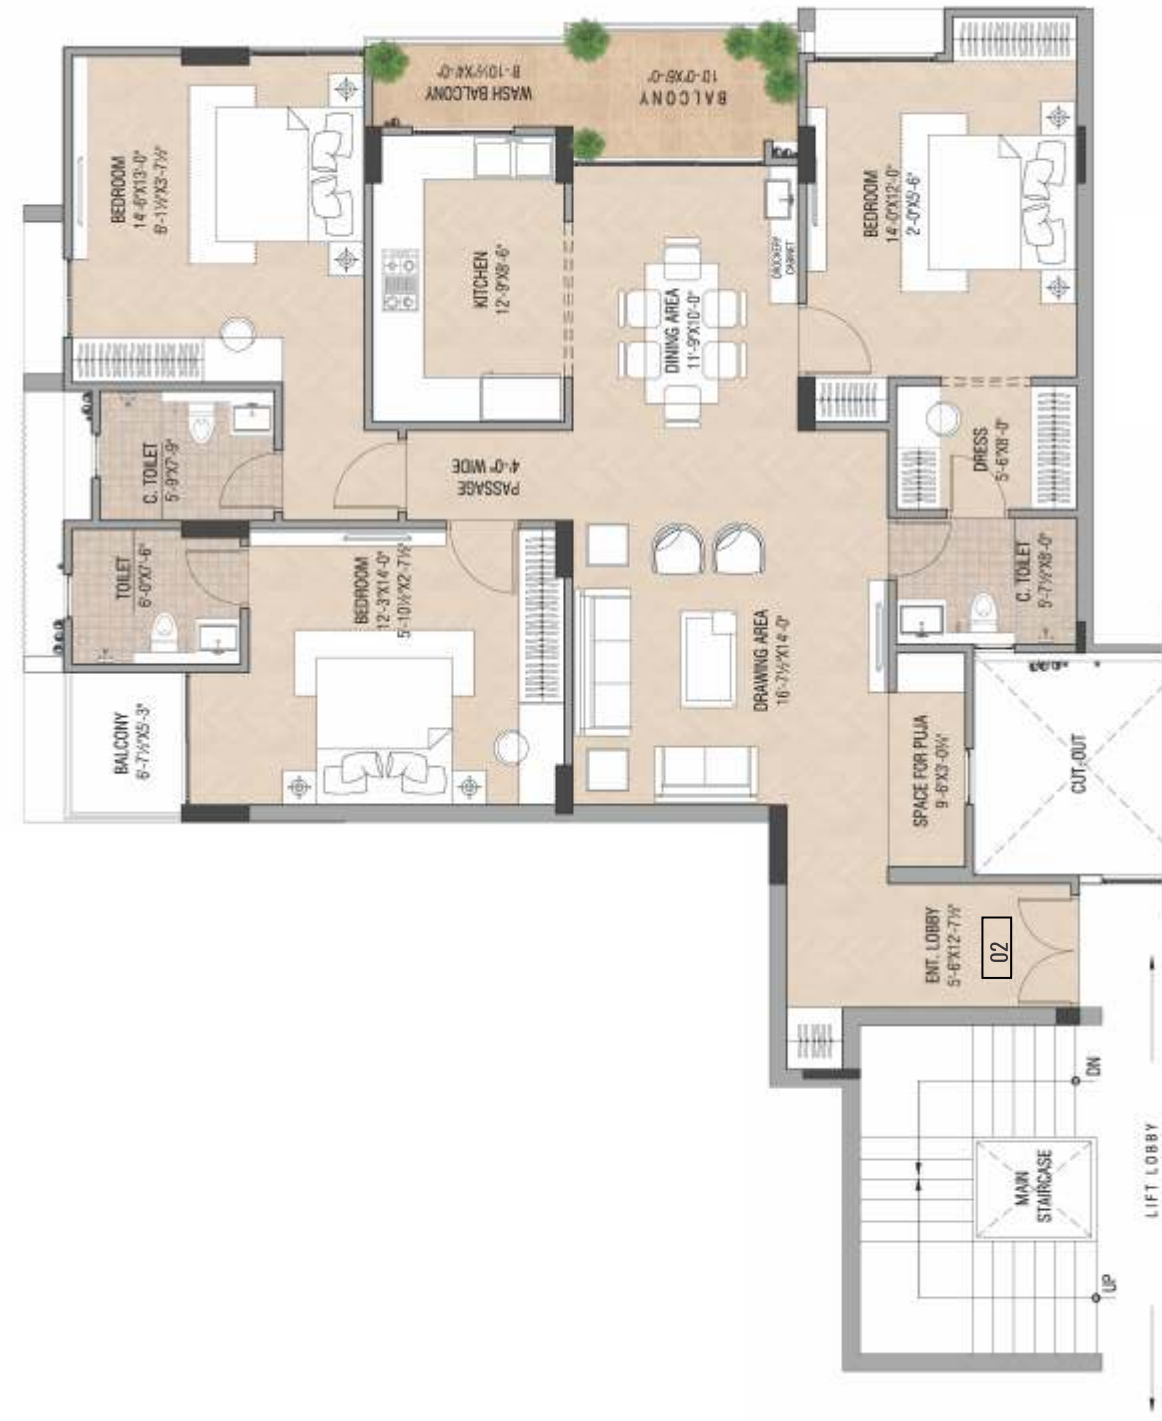 WASH BALCONY
8'-10½"X4'-0"
BALCONY
10'-0"X6'-0"
BEDROOM
14'-6"X13'-0"
6'-1½"X3'-7½"
KITCHEN
12'-9"X8'-6"
CROCKERY
CABINET
DINING AREA
11'-9"X10'-0"
BEDROOM
14'-0"X12'-0"
2'-0"X5'-6"
C. TOILET
5'-9"X7'-9"
PASSAGE
4'-0" WIDE
DRESS
5'-6"X8'-0"
TOILET
6'-0"X7'-6"
BEDROOM
12'-3"X14'-0"
5'-10½"X2'-7½"
C. TOILET
5'-7½"X8'-0"
DRAWING AREA
16'-7½"X14'-0"
BALCONY
6'-7½"X5'-3"
SPACE FOR PUJA
9'-6"X3'-0¼"
CUT-OUT
ENT. LOBBY
5'-6"X12'-7½"
02
DN
MAIN
STAIRCASE
UP
LIFT LOBBY